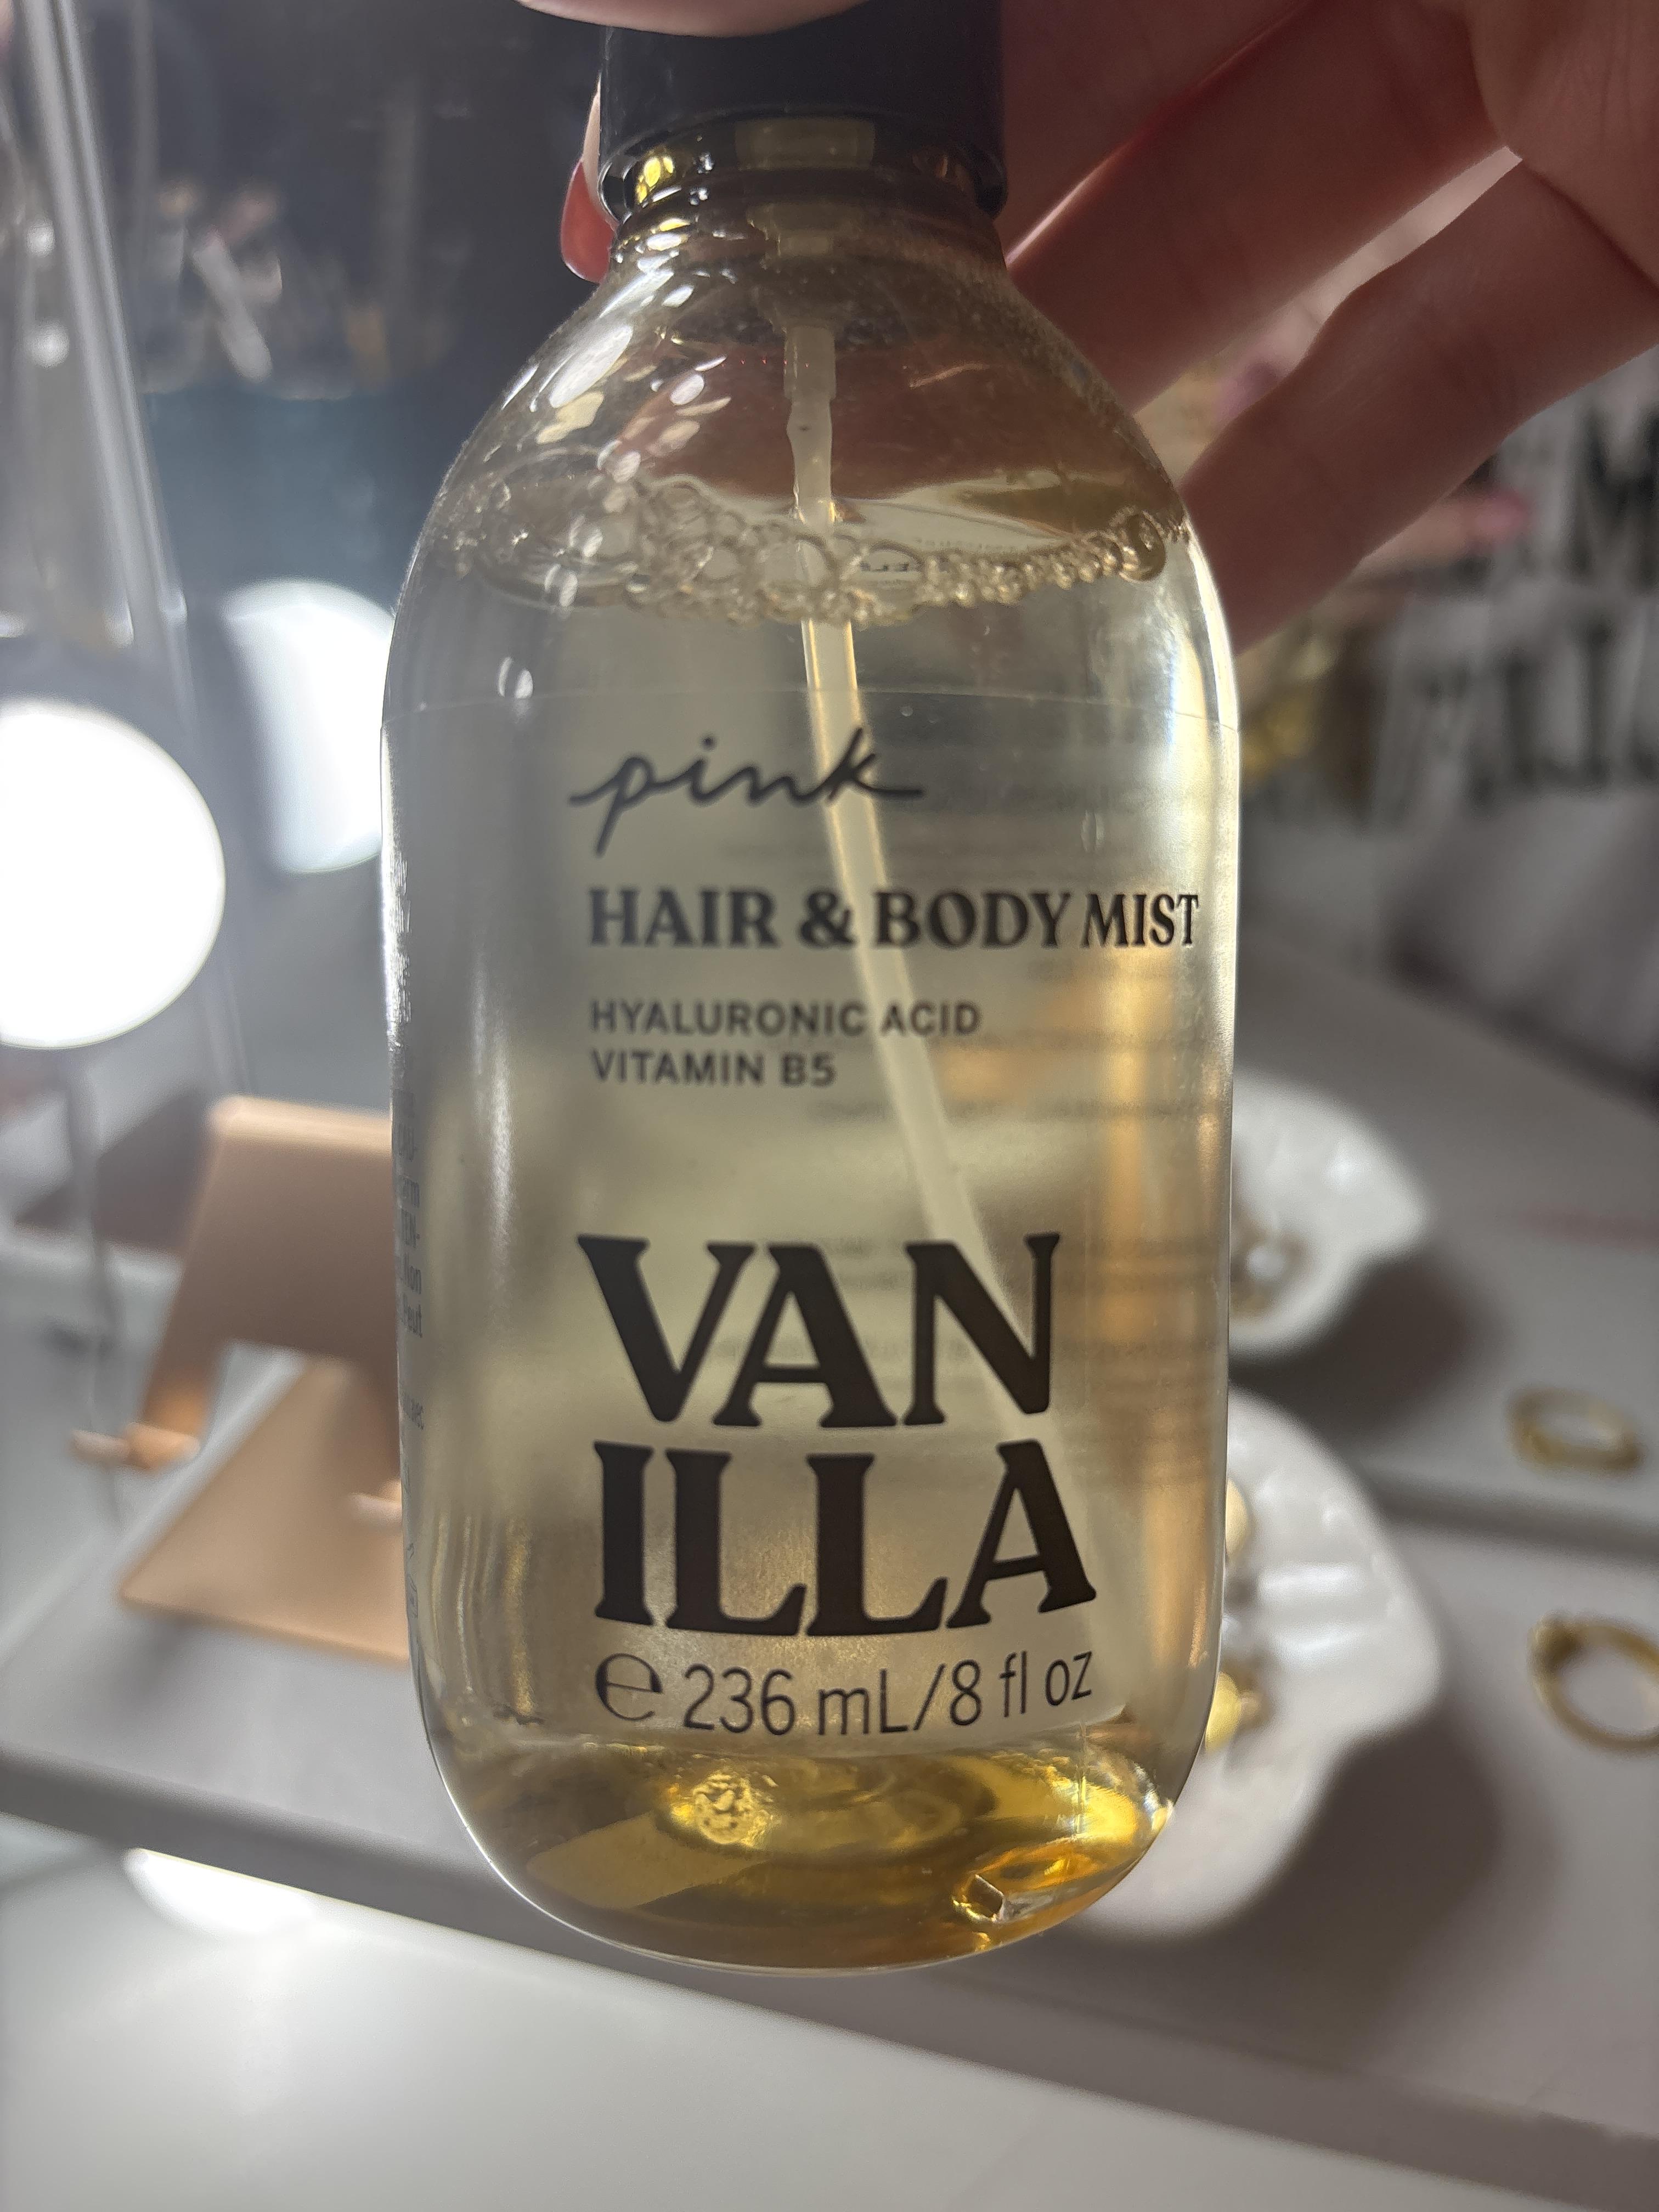 pink
HAIR & BODY MIST
HYALURONIC ACID
VITAMIN B5
VAN
ILLA
℮ 236 mL/8 fl oz